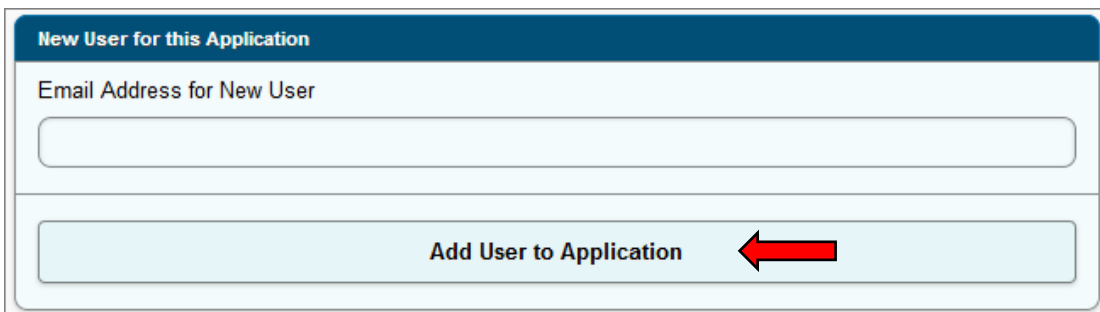 New User for this Application
Email Address for New User
Add User to Application